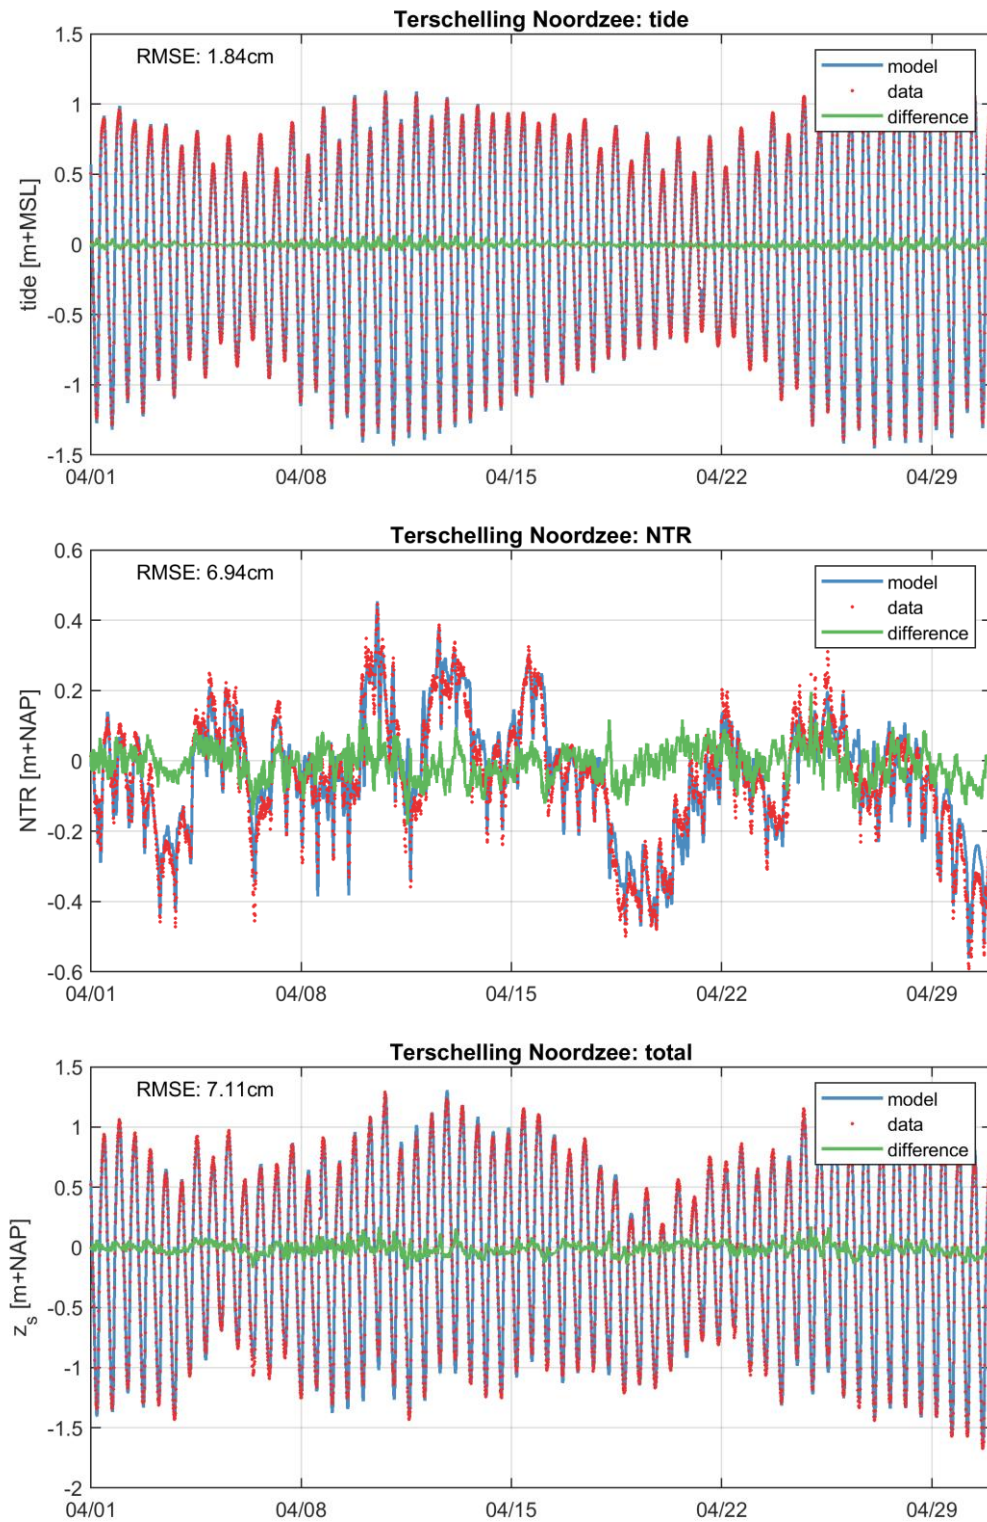 Terschelling Noordzee: tide
RMSE: 1.84cm
model
data
difference
tide [m+MSL]
1.5
1
0.5
0
-0.5
-1
-1.5
04/01 04/08 04/15 04/22 04/29
Terschelling Noordzee: NTR
RMSE: 6.94cm
model
data
difference
NTR [m+NAP]
0.6
0.4
0.2
0
-0.2
-0.4
-0.6
04/01 04/08 04/15 04/22 04/29
Terschelling Noordzee: total
RMSE: 7.11cm
model
data
difference
z_s [m+NAP]
1.5
1
0.5
0
-0.5
-1
-1.5
-2
04/01 04/08 04/15 04/22 04/29